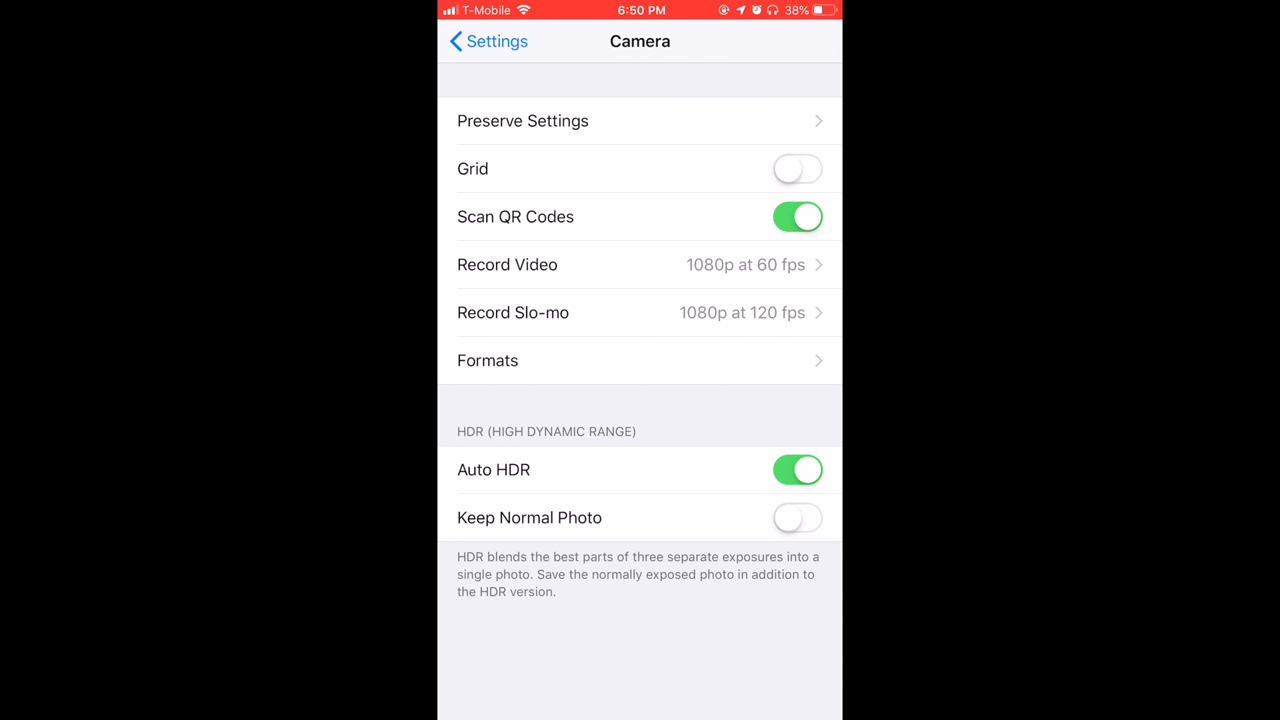 T-Mobile 6:50 PM 38%
Settings Camera
Preserve Settings
Grid
Scan QR Codes
Record Video 1080p at 60 fps
Record Slo-mo 1080p at 120 fps
Formats
HDR (HIGH DYNAMIC RANGE)
Auto HDR
Keep Normal Photo
HDR blends the best parts of three separate exposures into a
single photo. Save the normally exposed photo in addition to
the HDR version.